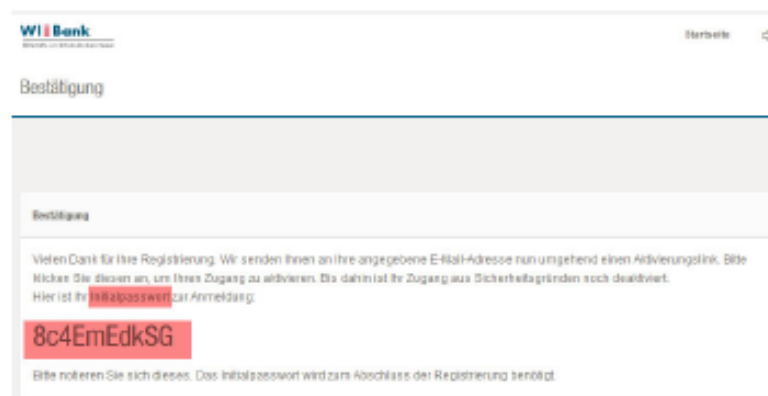 WI Bank
Startseite
Bestätigung
Bestätigung
Vielen Dank für Ihre Registrierung. Wir senden Ihnen an Ihre angegebene E-Mail-Adresse nun umgehend einen Aktivierungslink. Bitte
klicken Sie diesen an, um Ihren Zugang zu aktivieren. Bis dahin ist Ihr Zugang aus Sicherheitsgründen noch deaktiviert.
Hier ist Ihr Initialpasswort zur Anmeldung:
8c4EmEdkSG
Bitte notieren Sie sich dieses. Das Initialpasswort wird zum Abschluss der Registrierung benötigt.